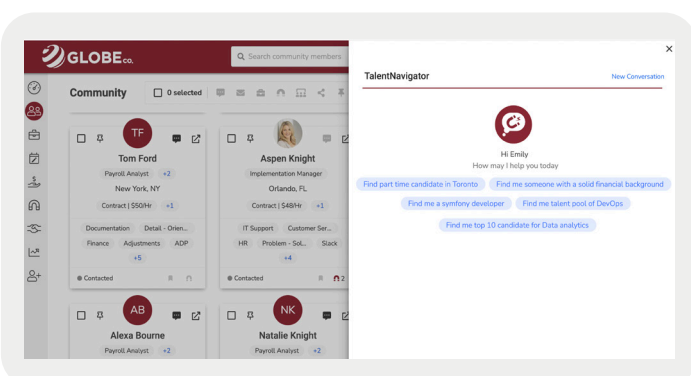 GLOBE CO.
Search community members
Community
0 selected
TF
Tom Ford
Payroll Analyst +2
New York, NY
Contract | $50/Hr +1
Documentation Detail - Orien...
Finance Adjustments ADP
+5
Contacted
Aspen Knight
Implementation Manager
Orlando, FL
Contract | $48/Hr +1
IT Support Customer Ser...
HR Problem - Sol... Slack
+4
Contacted
2
AB
Alexa Bourne
Payroll Analyst +2
NK
Natalie Knight
Payroll Analyst +2
TalentNavigator
New Conversation
Hi Emily
How may I help you today
Find part time candidate in Toronto Find me someone with a solid financial background
Find me a symfony developer Find me talent pool of DevOps
Find me top 10 candidate for Data analytics